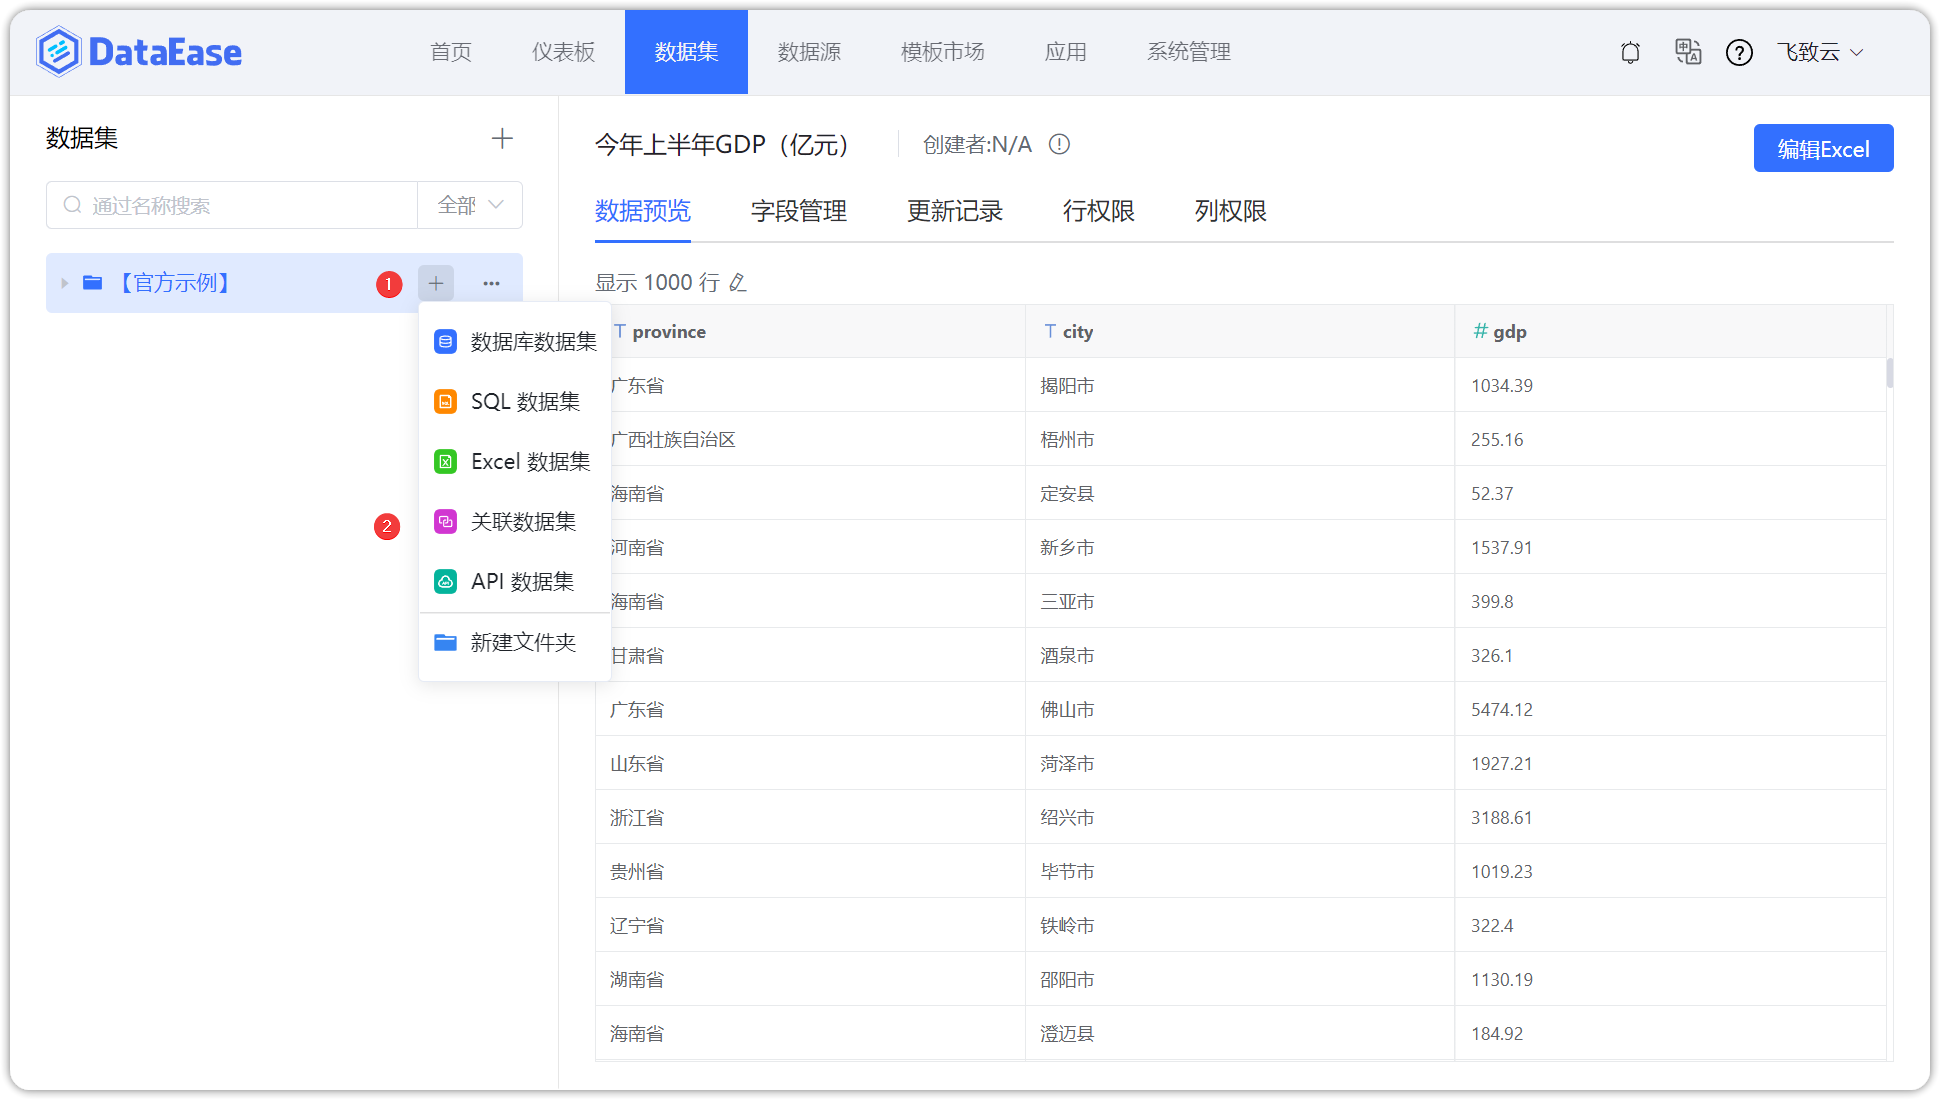 DataEase 首页 仪表板 数据集 数据源 模板市场 应用 系统管理 飞致云
数据集
通过名称搜索 全部
【官方示例】 1
数据库数据集
SQL 数据集
Excel 数据集
2 关联数据集
API 数据集
新建文件夹
今年上半年GDP（亿元） 创建者:N/A 编辑Excel
数据预览 字段管理 更新记录 行权限 列权限
显示 1000 行
T province T city # gdp
广东省 揭阳市 1034.39
广西壮族自治区 梧州市 255.16
海南省 定安县 52.37
河南省 新乡市 1537.91
海南省 三亚市 399.8
甘肃省 酒泉市 326.1
广东省 佛山市 5474.12
山东省 菏泽市 1927.21
浙江省 绍兴市 3188.61
贵州省 毕节市 1019.23
辽宁省 铁岭市 322.4
湖南省 邵阳市 1130.19
海南省 澄迈县 184.92